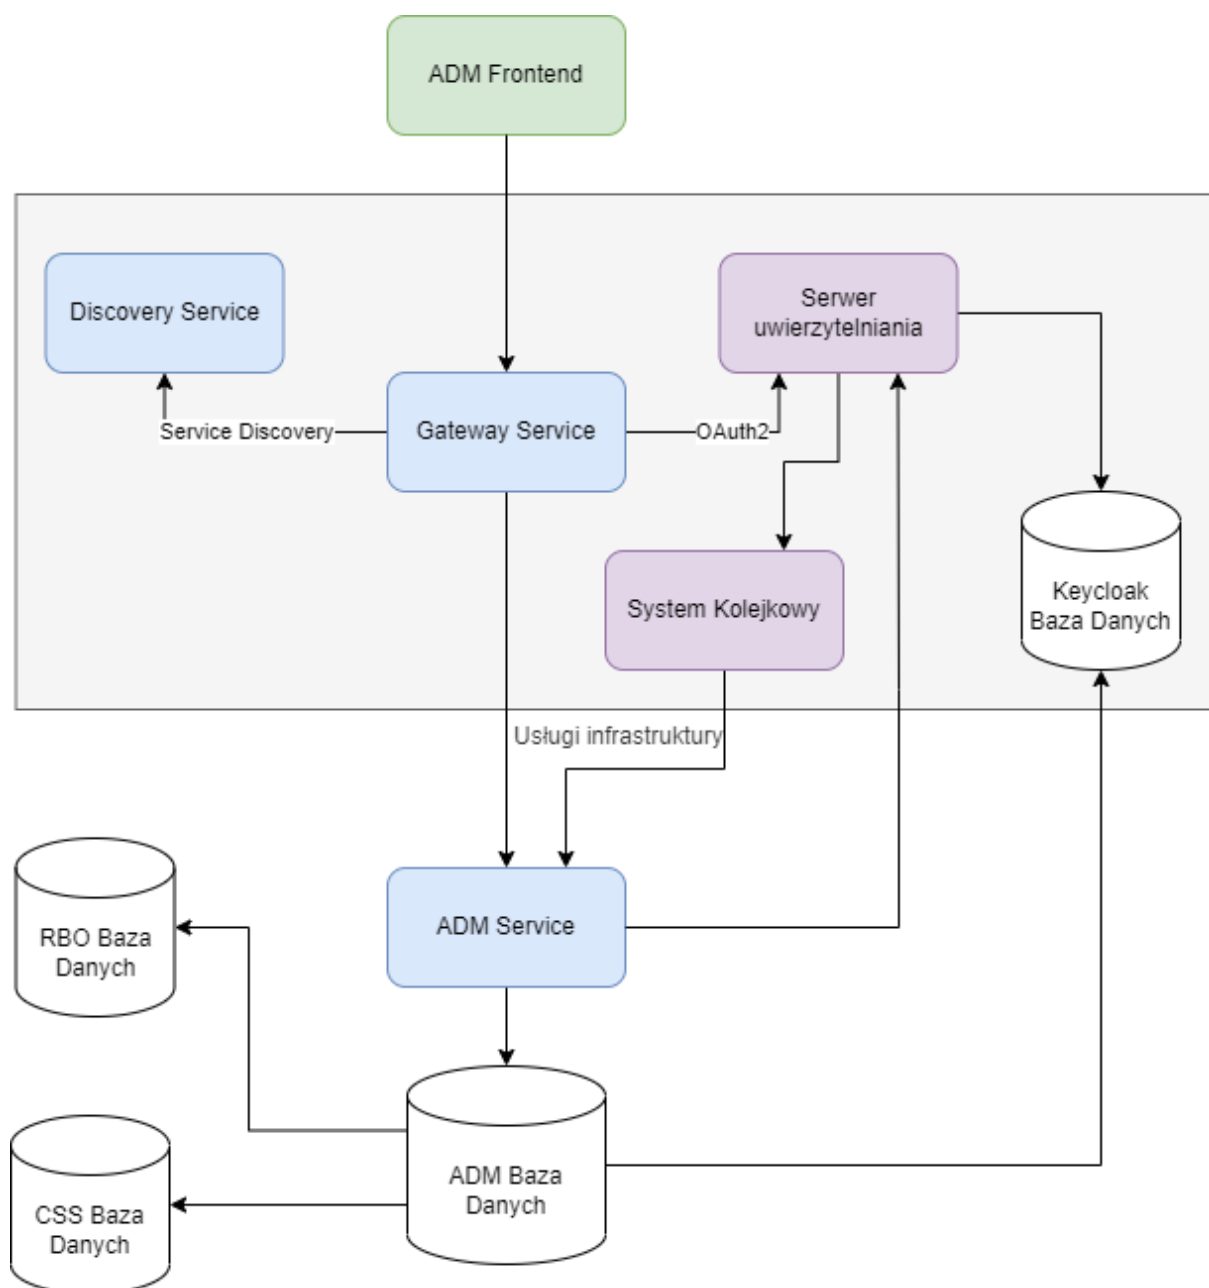 ADM Frontend
Discovery Service
Serwer
uwierzytelniania
Service Discovery
Gateway Service
OAuth2
System Kolejkowy
Keycloak
Baza Danych
Usługi infrastruktury
RBO Baza
Danych
ADM Service
CSS Baza
Danych
ADM Baza
Danych